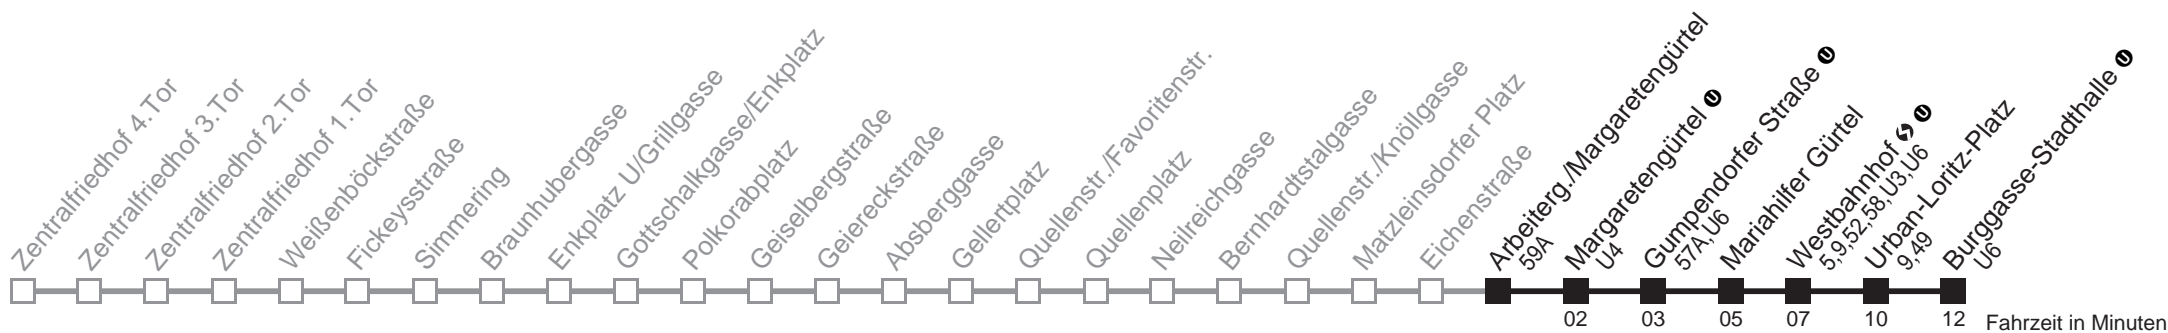 Zentralfriedhof 4.Tor
Zentralfriedhof 3.Tor
Zentralfriedhof 2.Tor
Zentralfriedhof 1.Tor
Weißenböckstraße
Fickeysstraße
Simmering
Braunhubergasse
Enkplatz U/Grillgasse
Gottschalkgasse/Enkplatz
Polkorabplatz
Geiselbergstraße
Geiereckstraße
Absberggasse
Gellertplatz
Quellenstr./Favoritenstr.
Quellenplatz
Neilreichgasse
Bernhardtstalgasse
Quellenstr./Knöllgasse
Matzleinsdorfer Platz
Eichenstraße
Arbeiterg./Margaretengürtel
59A
Margaretengürtel U
U4
Gumpendorfer Straße U
57A,U6
Mariahilfer Gürtel
Westbahnhof S U
5,9,52,58,U3,U6
Urban-Loritz-Platz
9,49
Burggasse-Stadthalle U
U6
02 03 05 07 10 12 Fahrzeit in Minuten